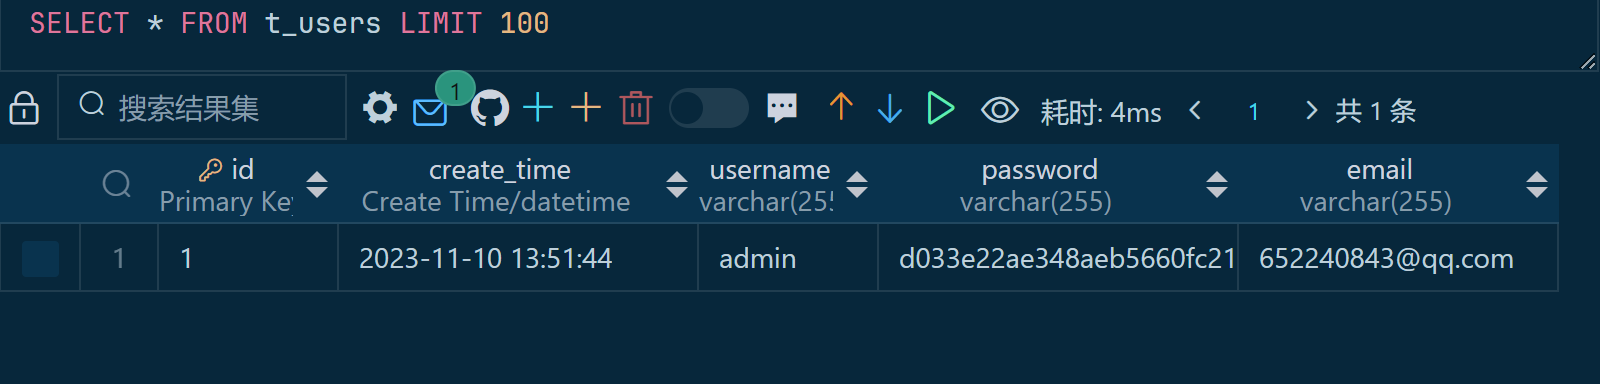 SELECT * FROM t_users LIMIT 100
搜索结果集 1 耗时: 4ms 1 共 1 条
id create_time username password email
Primary Key Create Time/datetime varchar(255 varchar(255) varchar(255)
1 1 2023-11-10 13:51:44 admin d033e22ae348aeb5660fc21 652240843@qq.com